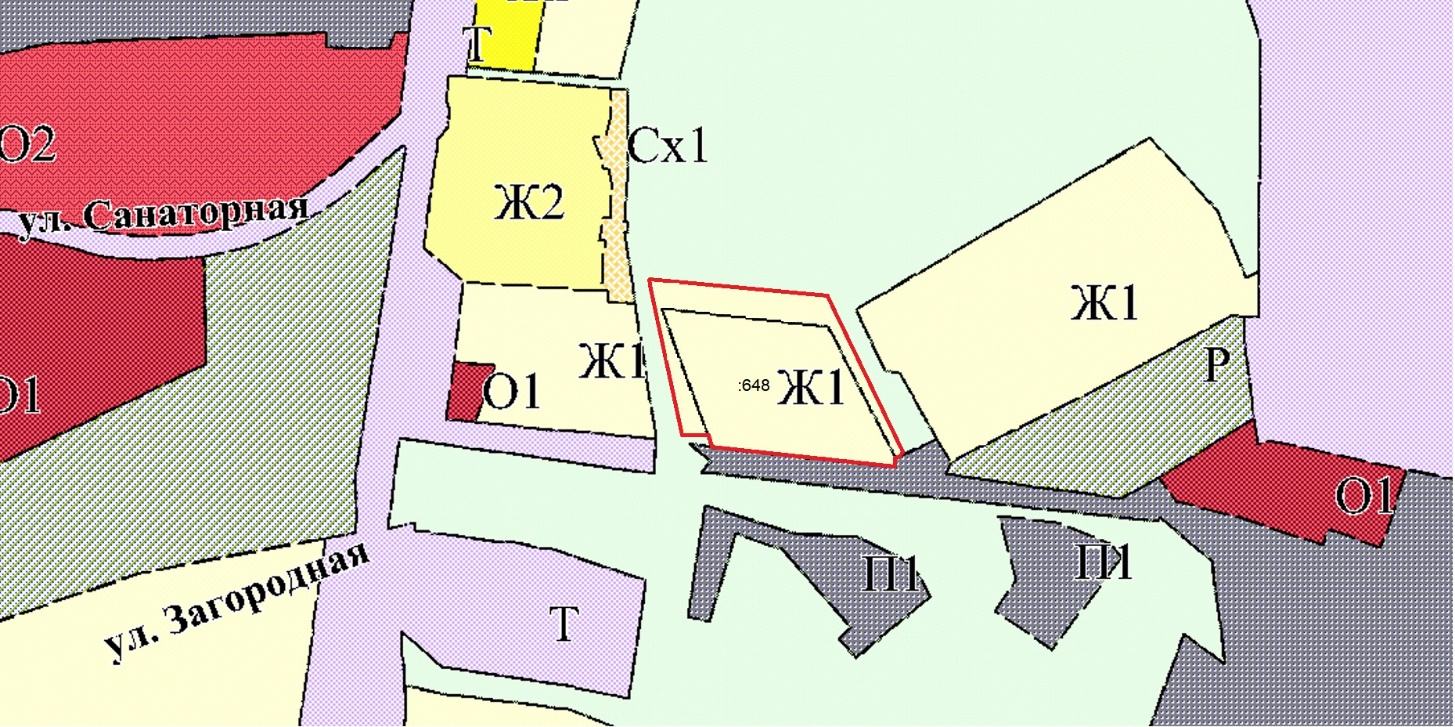 Т
О2
Сх1
ул. Санаторная
Ж2
Ж1
Ж1
О1
:648 Ж1
Р
О1
О1
П1
П1
ул. Загородная
Т